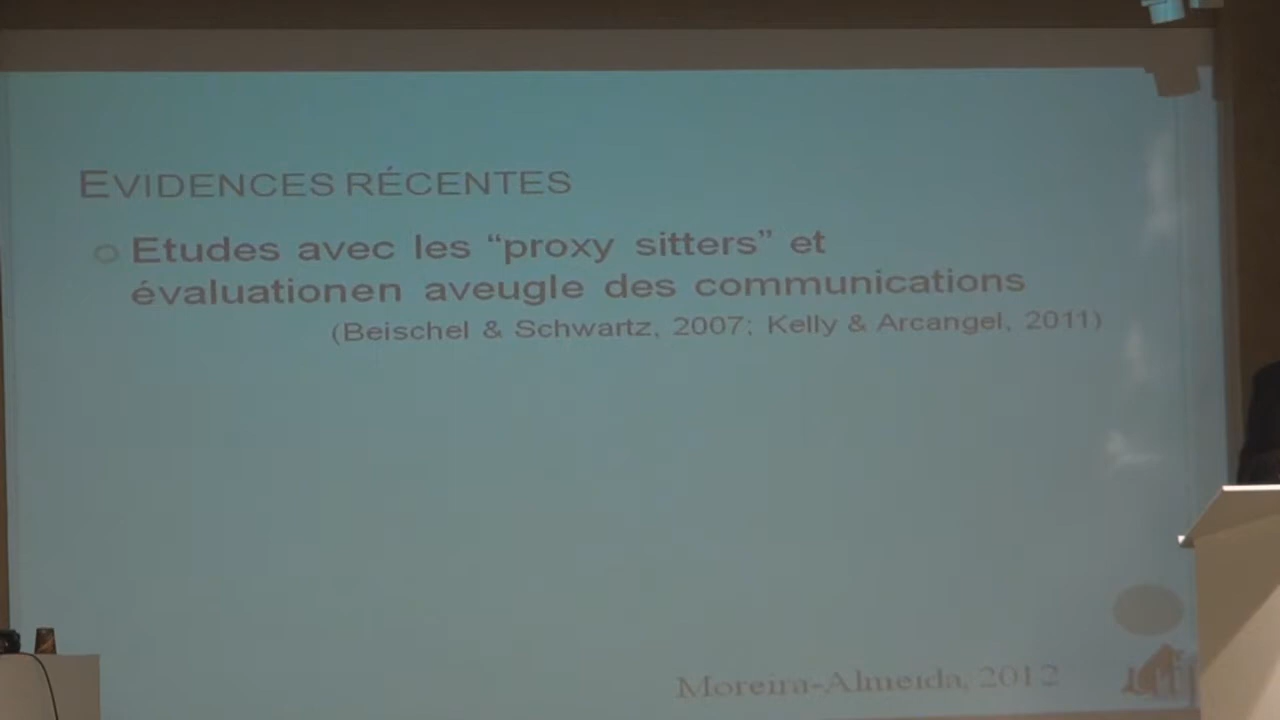 EVIDENCES RÉCENTES
Etudes avec les “proxy sitters” et
évaluationen aveugle des communications
(Beischel & Schwartz, 2007; Kelly & Arcangel, 2011)
Moreira-Almeida, 2012